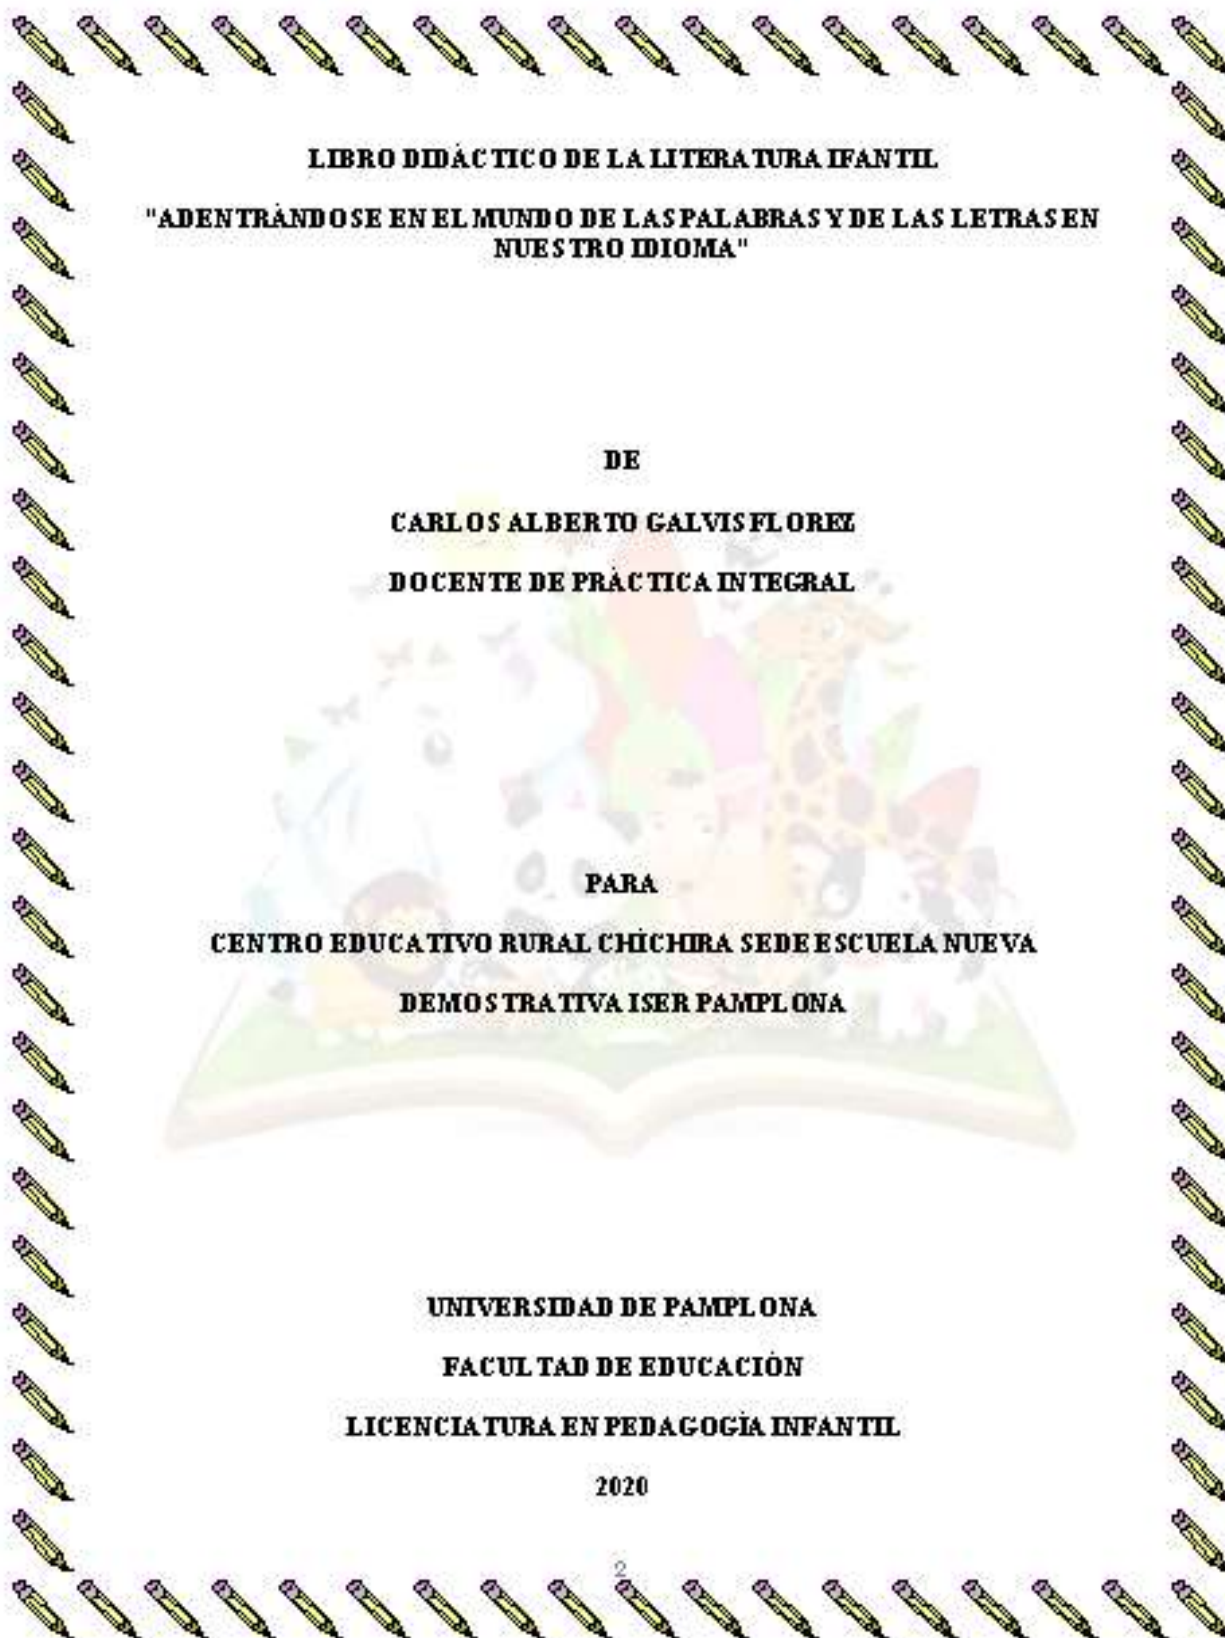 LIBRO DIDÁCTICO DE LA LITERATURA IFANTIL
"ADENTRÁNDOSE EN EL MUNDO DE LAS PALABRAS Y DE LAS LETRAS EN
NUESTRO IDIOMA"
DE
CARLOS ALBERTO GALVIS FLOREZ
DOCENTE DE PRÁCTICA INTEGRAL
PARA
CENTRO EDUCATIVO RURAL CHÍCHIRA SEDE ESCUELA NUEVA
DEMOSTRATIVA ISER PAMPLONA
UNIVERSIDAD DE PAMPLONA
FACULTAD DE EDUCACIÓN
LICENCIATURA EN PEDAGOGÍA INFANTIL
2020
2